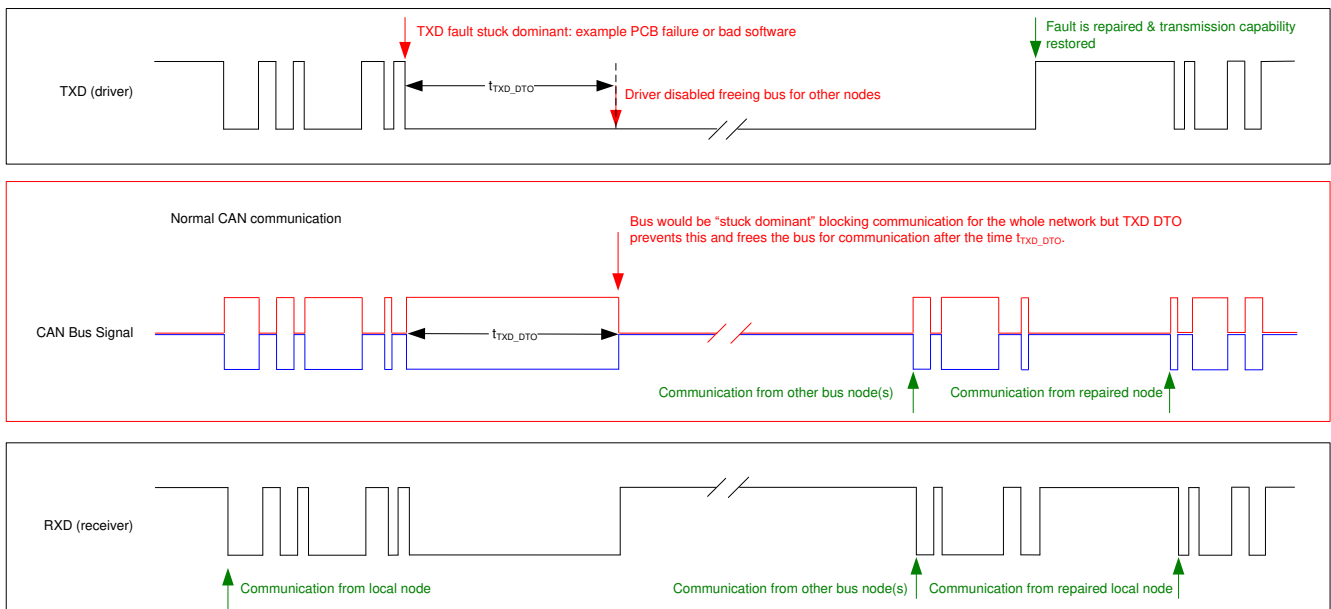 TXD fault stuck dominant: example PCB failure or bad software
Fault is repaired & transmission capability
restored
TXD (driver)
tTXD_DTO
Driver disabled freeing bus for other nodes
Normal CAN communication
Bus would be “stuck dominant” blocking communication for the whole network but TXD DTO
prevents this and frees the bus for communication after the time tTXD_DTO.
CAN Bus Signal
tTXD_DTO
Communication from other bus node(s)
Communication from repaired node
RXD (receiver)
Communication from local node
Communication from other bus node(s)
Communication from repaired local node